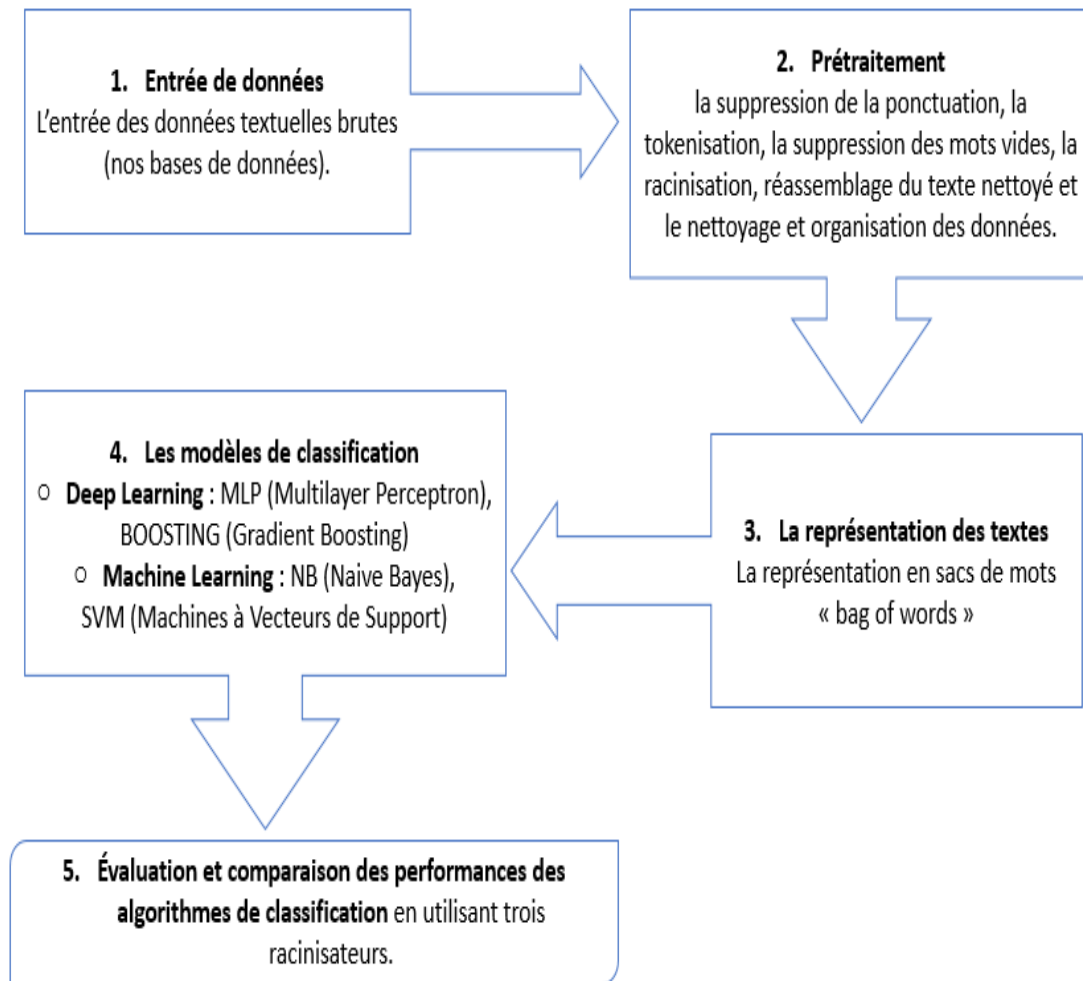 1. Entrée de données
L’entrée des données textuelles brutes
(nos bases de données).
2. Prétraitement
la suppression de la ponctuation, la
tokenisation, la suppression des mots vides, la
racinisation, réassemblage du texte nettoyé et
le nettoyage et organisation des données.
3. La représentation des textes
La représentation en sacs de mots
« bag of words »
4. Les modèles de classification
○ Deep Learning : MLP (Multilayer Perceptron),
BOOSTING (Gradient Boosting)
○ Machine Learning : NB (Naive Bayes),
SVM (Machines à Vecteurs de Support)
5. Évaluation et comparaison des performances des
algorithmes de classification en utilisant trois
racinisateurs.